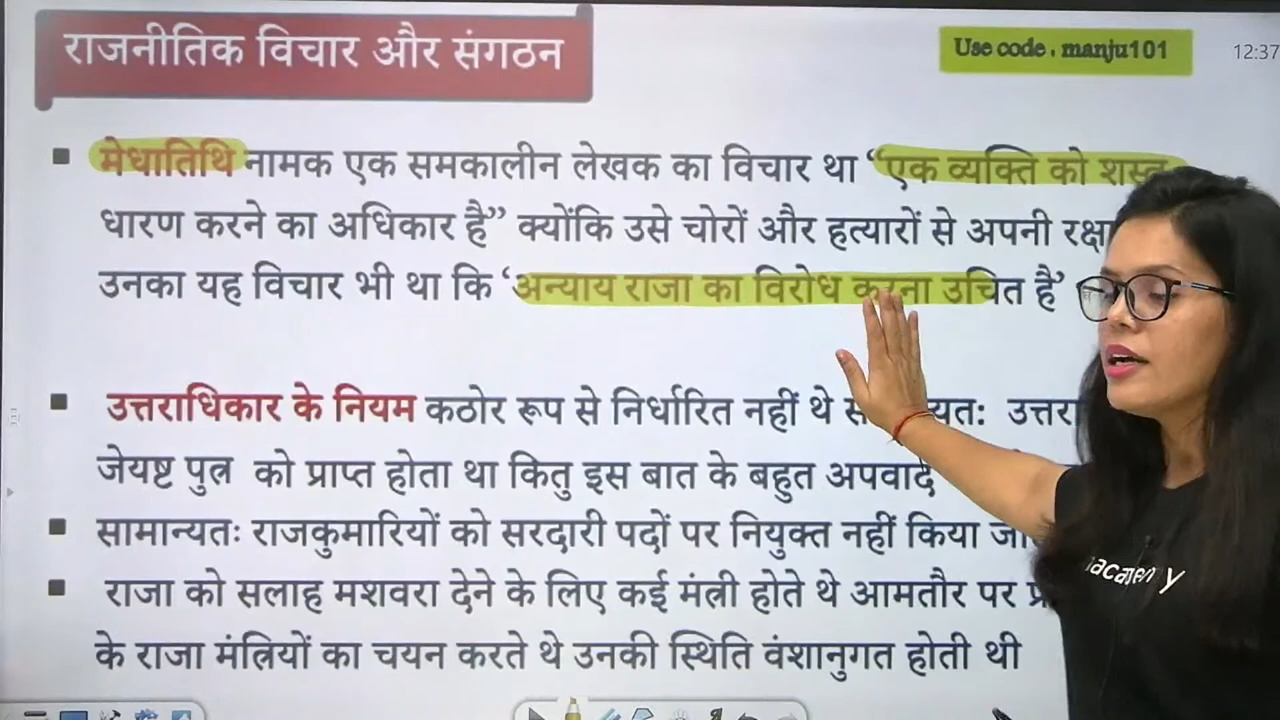 राजनीतिक विचार और संगठन
Use code . manju101
12:37
▪ मेधातिथि नामक एक समकालीन लेखक का विचार था “एक व्यक्ति को शस्त्र
धारण करने का अधिकार है” क्योंकि उसे चोरों और हत्यारों से अपनी रक्षा
उनका यह विचार भी था कि ‘अन्याय राजा का विरोध करना उचित है’
▪ उत्तराधिकार के नियम कठोर रूप से निर्धारित नहीं थे
जेयष्ट पुत्र को प्राप्त होता था कितु इस बात के बहुत अपवाद
▪ सामान्यतः राजकुमारियों को सरदारी पदों पर नियुक्त नहीं किया
▪ राजा को सलाह मशवरा देने के लिए कई मंत्री होते थे आमतौर पर
के राजा मंत्रियों का चयन करते थे उनकी स्थिति वंशानुगत होती थी